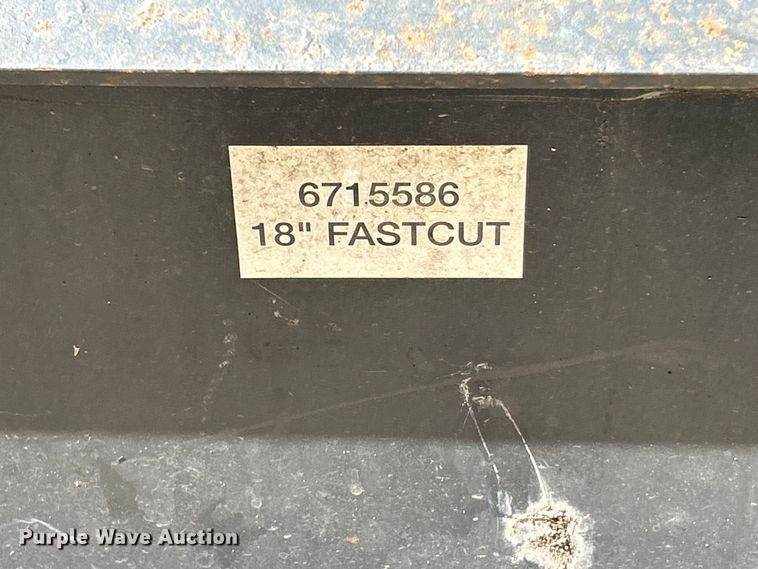 6715586
18" FASTCUT
Purple Wave Auction